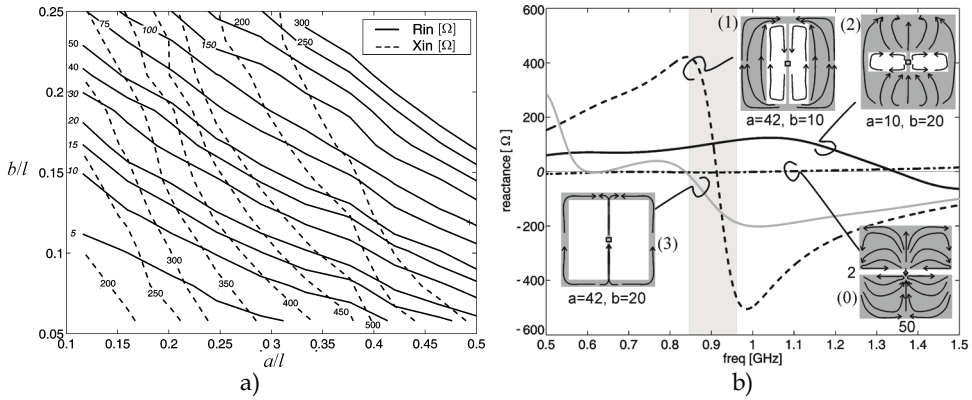 75
100
200
300
250
50
150
40
30
20
15
10
5
200
250
300
350
400
450
500
Rin [Ω]
Xin [Ω]
0.25
0.2
0.15
0.1
0.05
b/l
0.1 0.15 0.2 0.25 0.3 0.35 0.4 0.45 0.5
a/l
a)
600
400
200
0
-200
-400
-600
reactance[ Ω]
(1)
a=42, b=10
(2)
a=10, b=20
(3)
a=42, b=20
2
(0)
50
0.5 0.6 0.7 0.8 0.9 1 1.1 1.2 1.3 1.4 1.5
freq [GHz]
b)